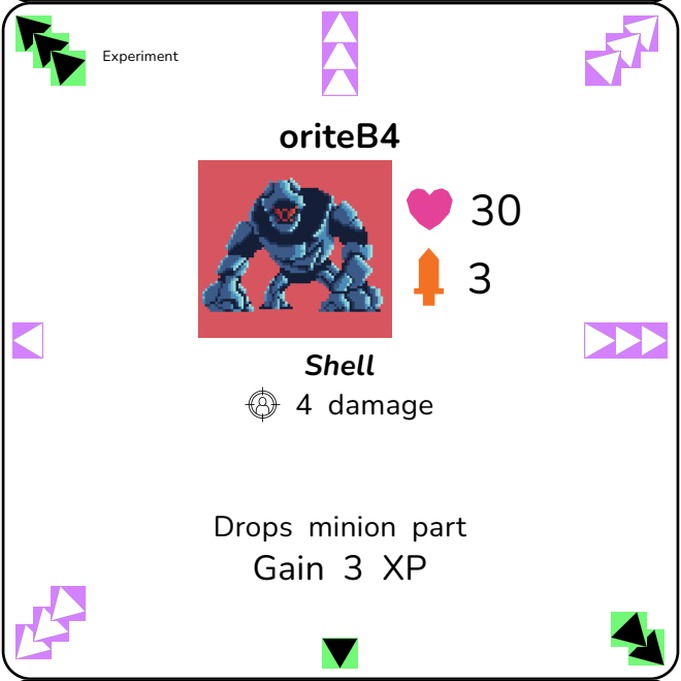 Experiment
oriteB4
30
3
Shell
4 damage
Drops minion part
Gain 3 XP